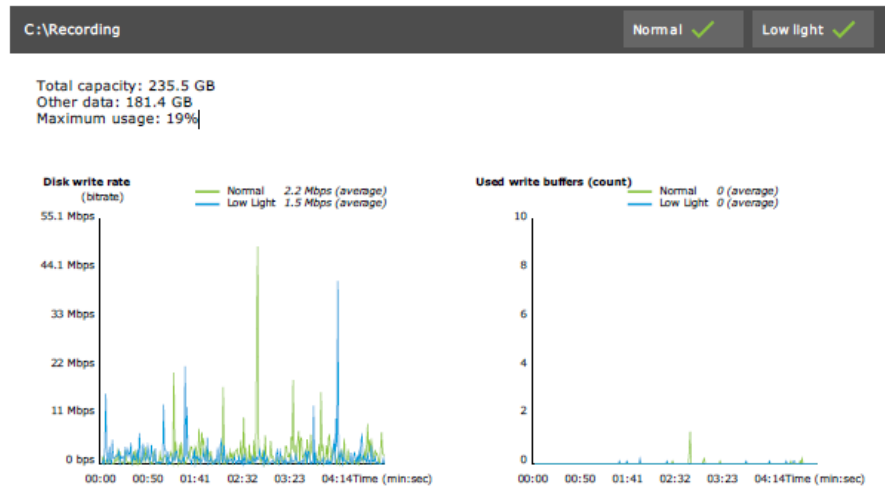 C:\Recording
Normal
Low light
Total capacity: 235.5 GB
Other data: 181.4 GB
Maximum usage: 19%
Disk write rate
(bitrate)
Normal 2.2 Mbps (average)
Low Light 1.5 Mbps (average)
55.1 Mbps
44.1 Mbps
33 Mbps
22 Mbps
11 Mbps
0 bps
00:00 00:50 01:41 02:32 03:23 04:14Time (min:sec)
Used write buffers (count)
Normal 0 (average)
Low Light 0 (average)
10
8
6
4
2
0
00:00 00:50 01:41 02:32 03:23 04:14Time (min:sec)